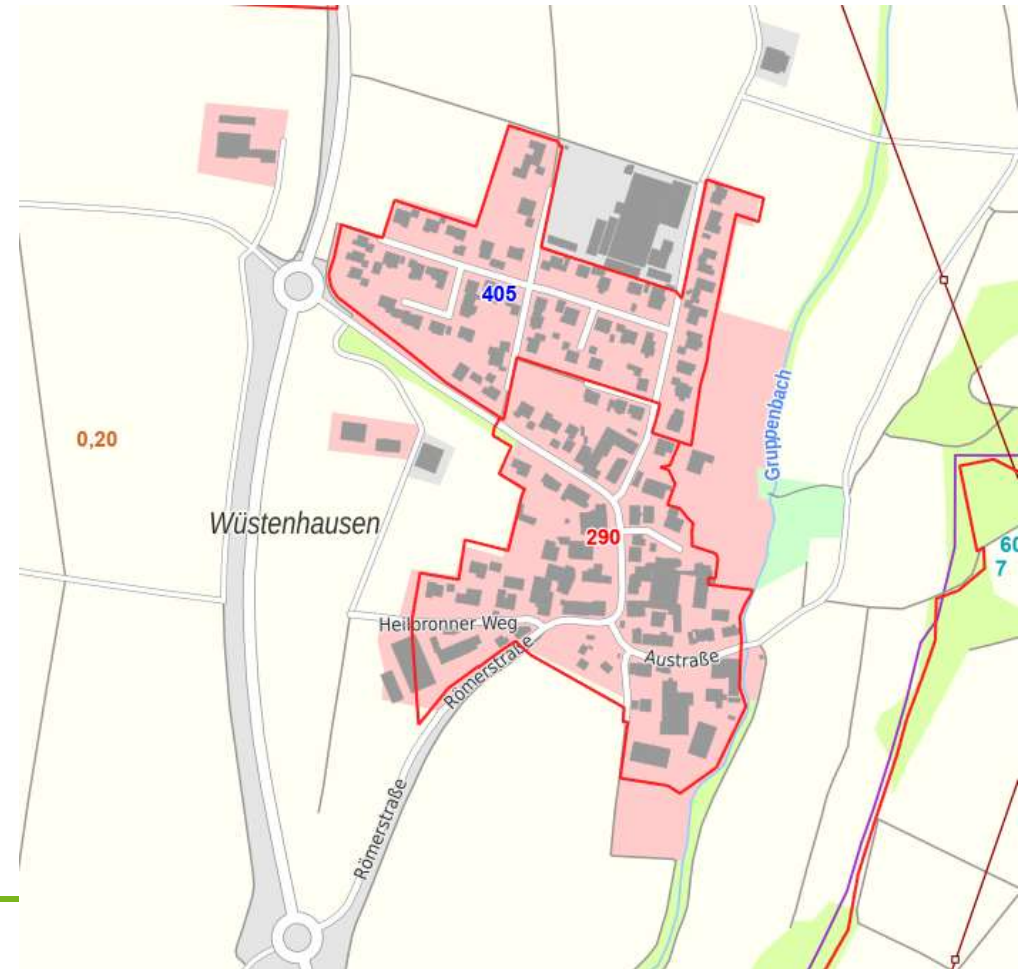 405
Gruppenbach
0,20
Wüstenhausen
290
60
7
Heilbronner Weg
Römerstraße
Austraße
Römerstraße